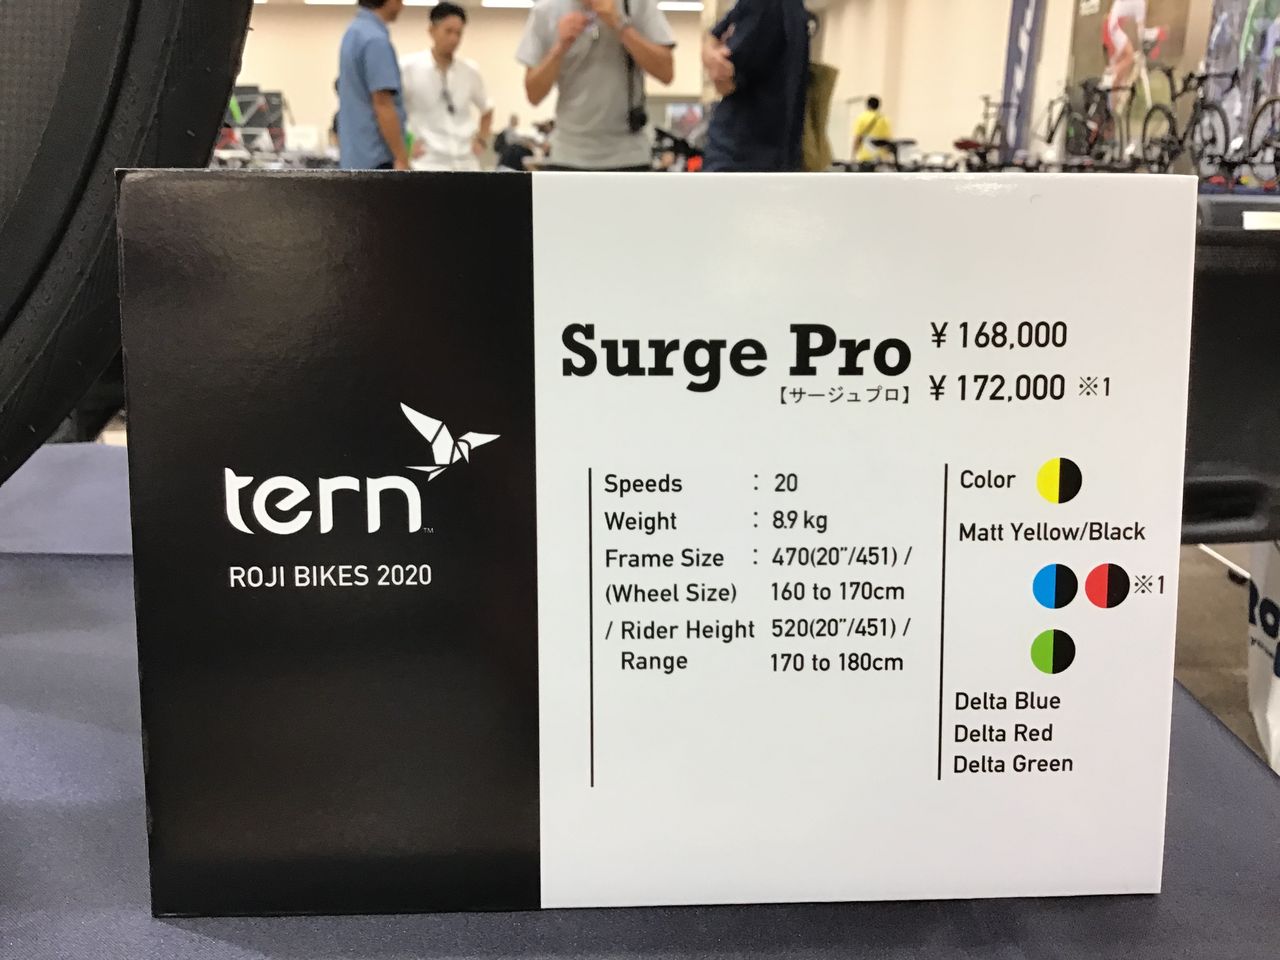 tern™
ROJI BIKES 2020
Surge Pro
【サージュプロ】
¥ 168,000
¥ 172,000 ※1
Speeds : 20
Weight : 8.9 kg
Frame Size : 470(20"/451) /
(Wheel Size) 160 to 170cm
/ Rider Height 520(20"/451) /
Range 170 to 180cm
Color
Matt Yellow/Black
※1
Delta Blue
Delta Red
Delta Green